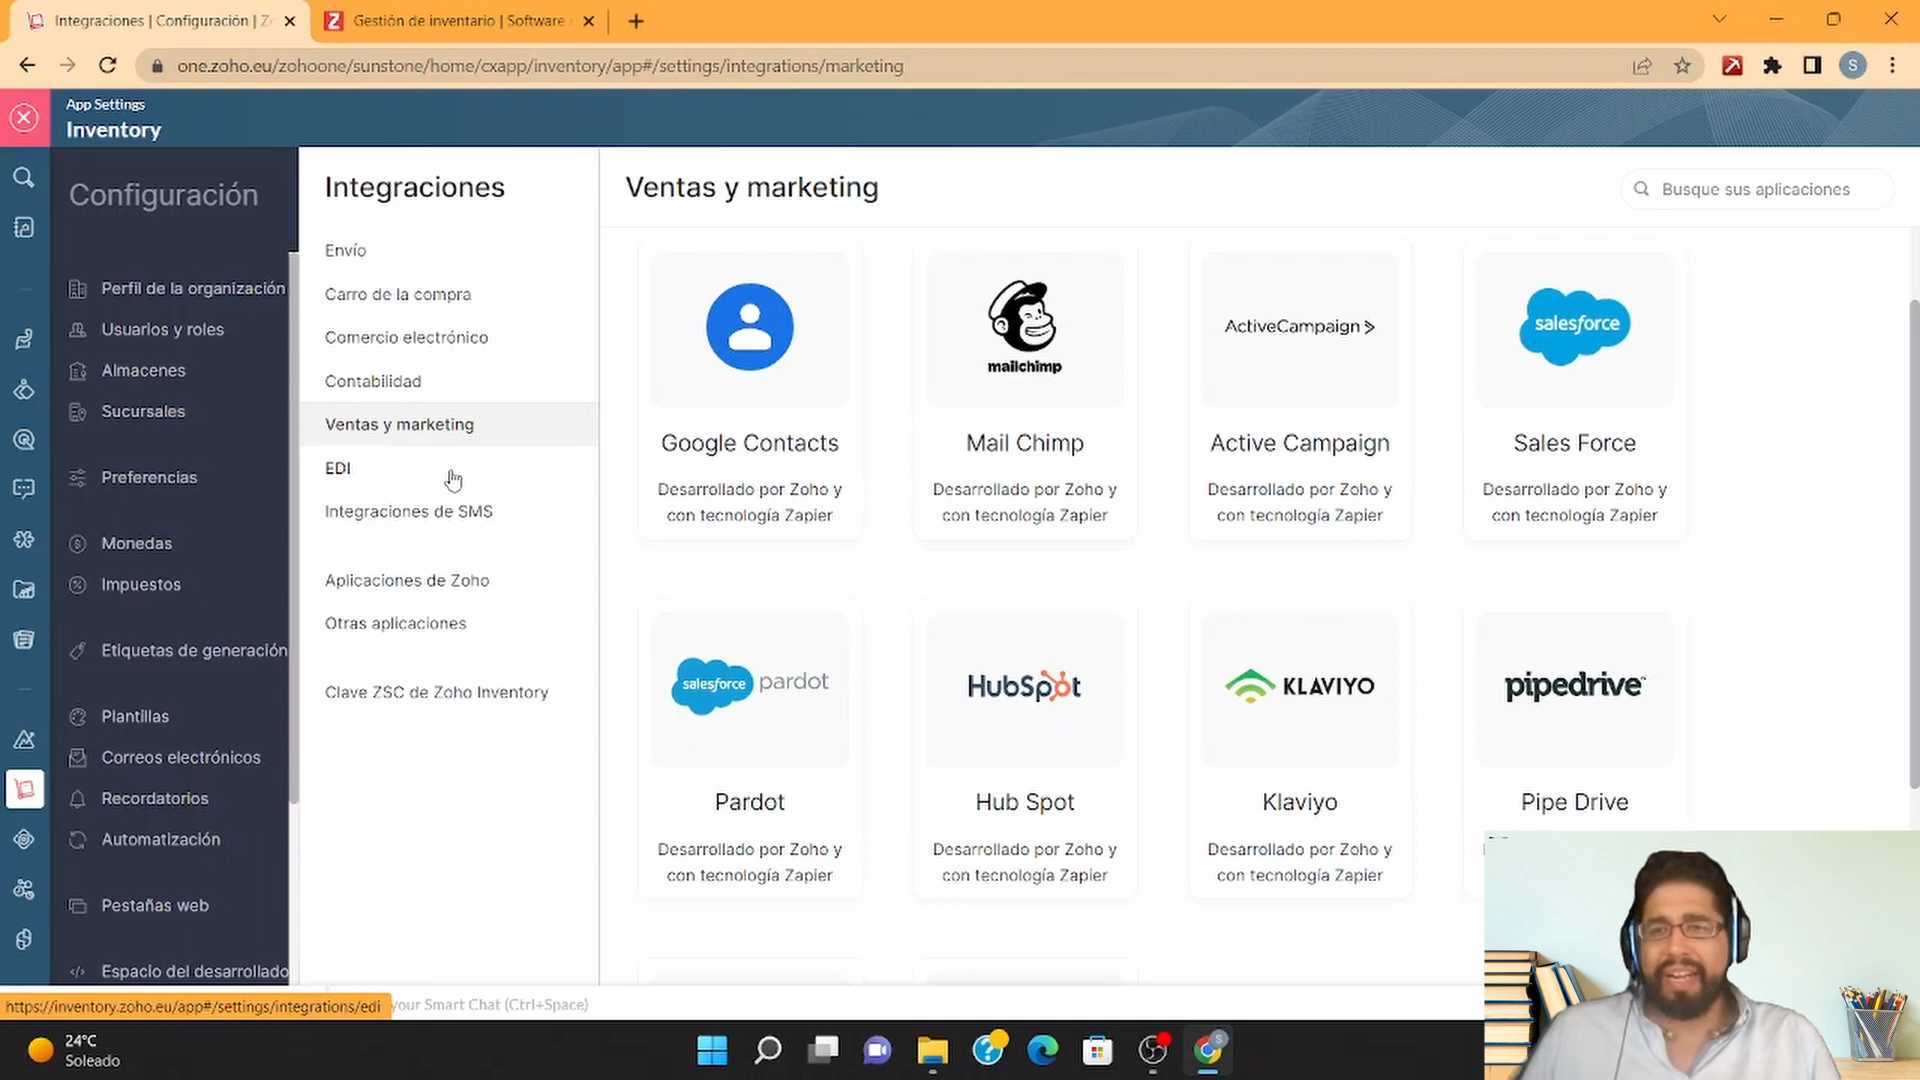 Integraciones | Configuración | Z
Gestión de inventario | Software
one.zoho.eu/zohoone/sunstone/home/cxapp/inventory/app#/settings/integrations/marketing
S
App Settings
Inventory
Configuración
Perfil de la organización
Usuarios y roles
Almacenes
Sucursales
Preferencias
Monedas
Impuestos
Etiquetas de generación
Plantillas
Correos electrónicos
Recordatorios
Automatización
Pestañas web
Espacio del desarrollado
Integraciones
Envío
Carro de la compra
Comercio electrónico
Contabilidad
Ventas y marketing
EDI
Integraciones de SMS
Aplicaciones de Zoho
Otras aplicaciones
Clave ZSC de Zoho Inventory
Ventas y marketing
Busque sus aplicaciones
mailchimp
ActiveCampaign >
salesforce
Google Contacts
Mail Chimp
Active Campaign
Sales Force
Desarrollado por Zoho y
con tecnología Zapier
Desarrollado por Zoho y
con tecnología Zapier
Desarrollado por Zoho y
con tecnología Zapier
Desarrollado por Zoho y
con tecnología Zapier
salesforce pardot
HubSpot
KLAVIYO
pipedrive
Pardot
Hub Spot
Klaviyo
Pipe Drive
Desarrollado por Zoho y
con tecnología Zapier
Desarrollado por Zoho y
con tecnología Zapier
Desarrollado por Zoho y
con tecnología Zapier
https://inventory.zoho.eu/app#/settings/integrations/edi
your Smart Chat (Ctrl+Space)
24°C
Soleado